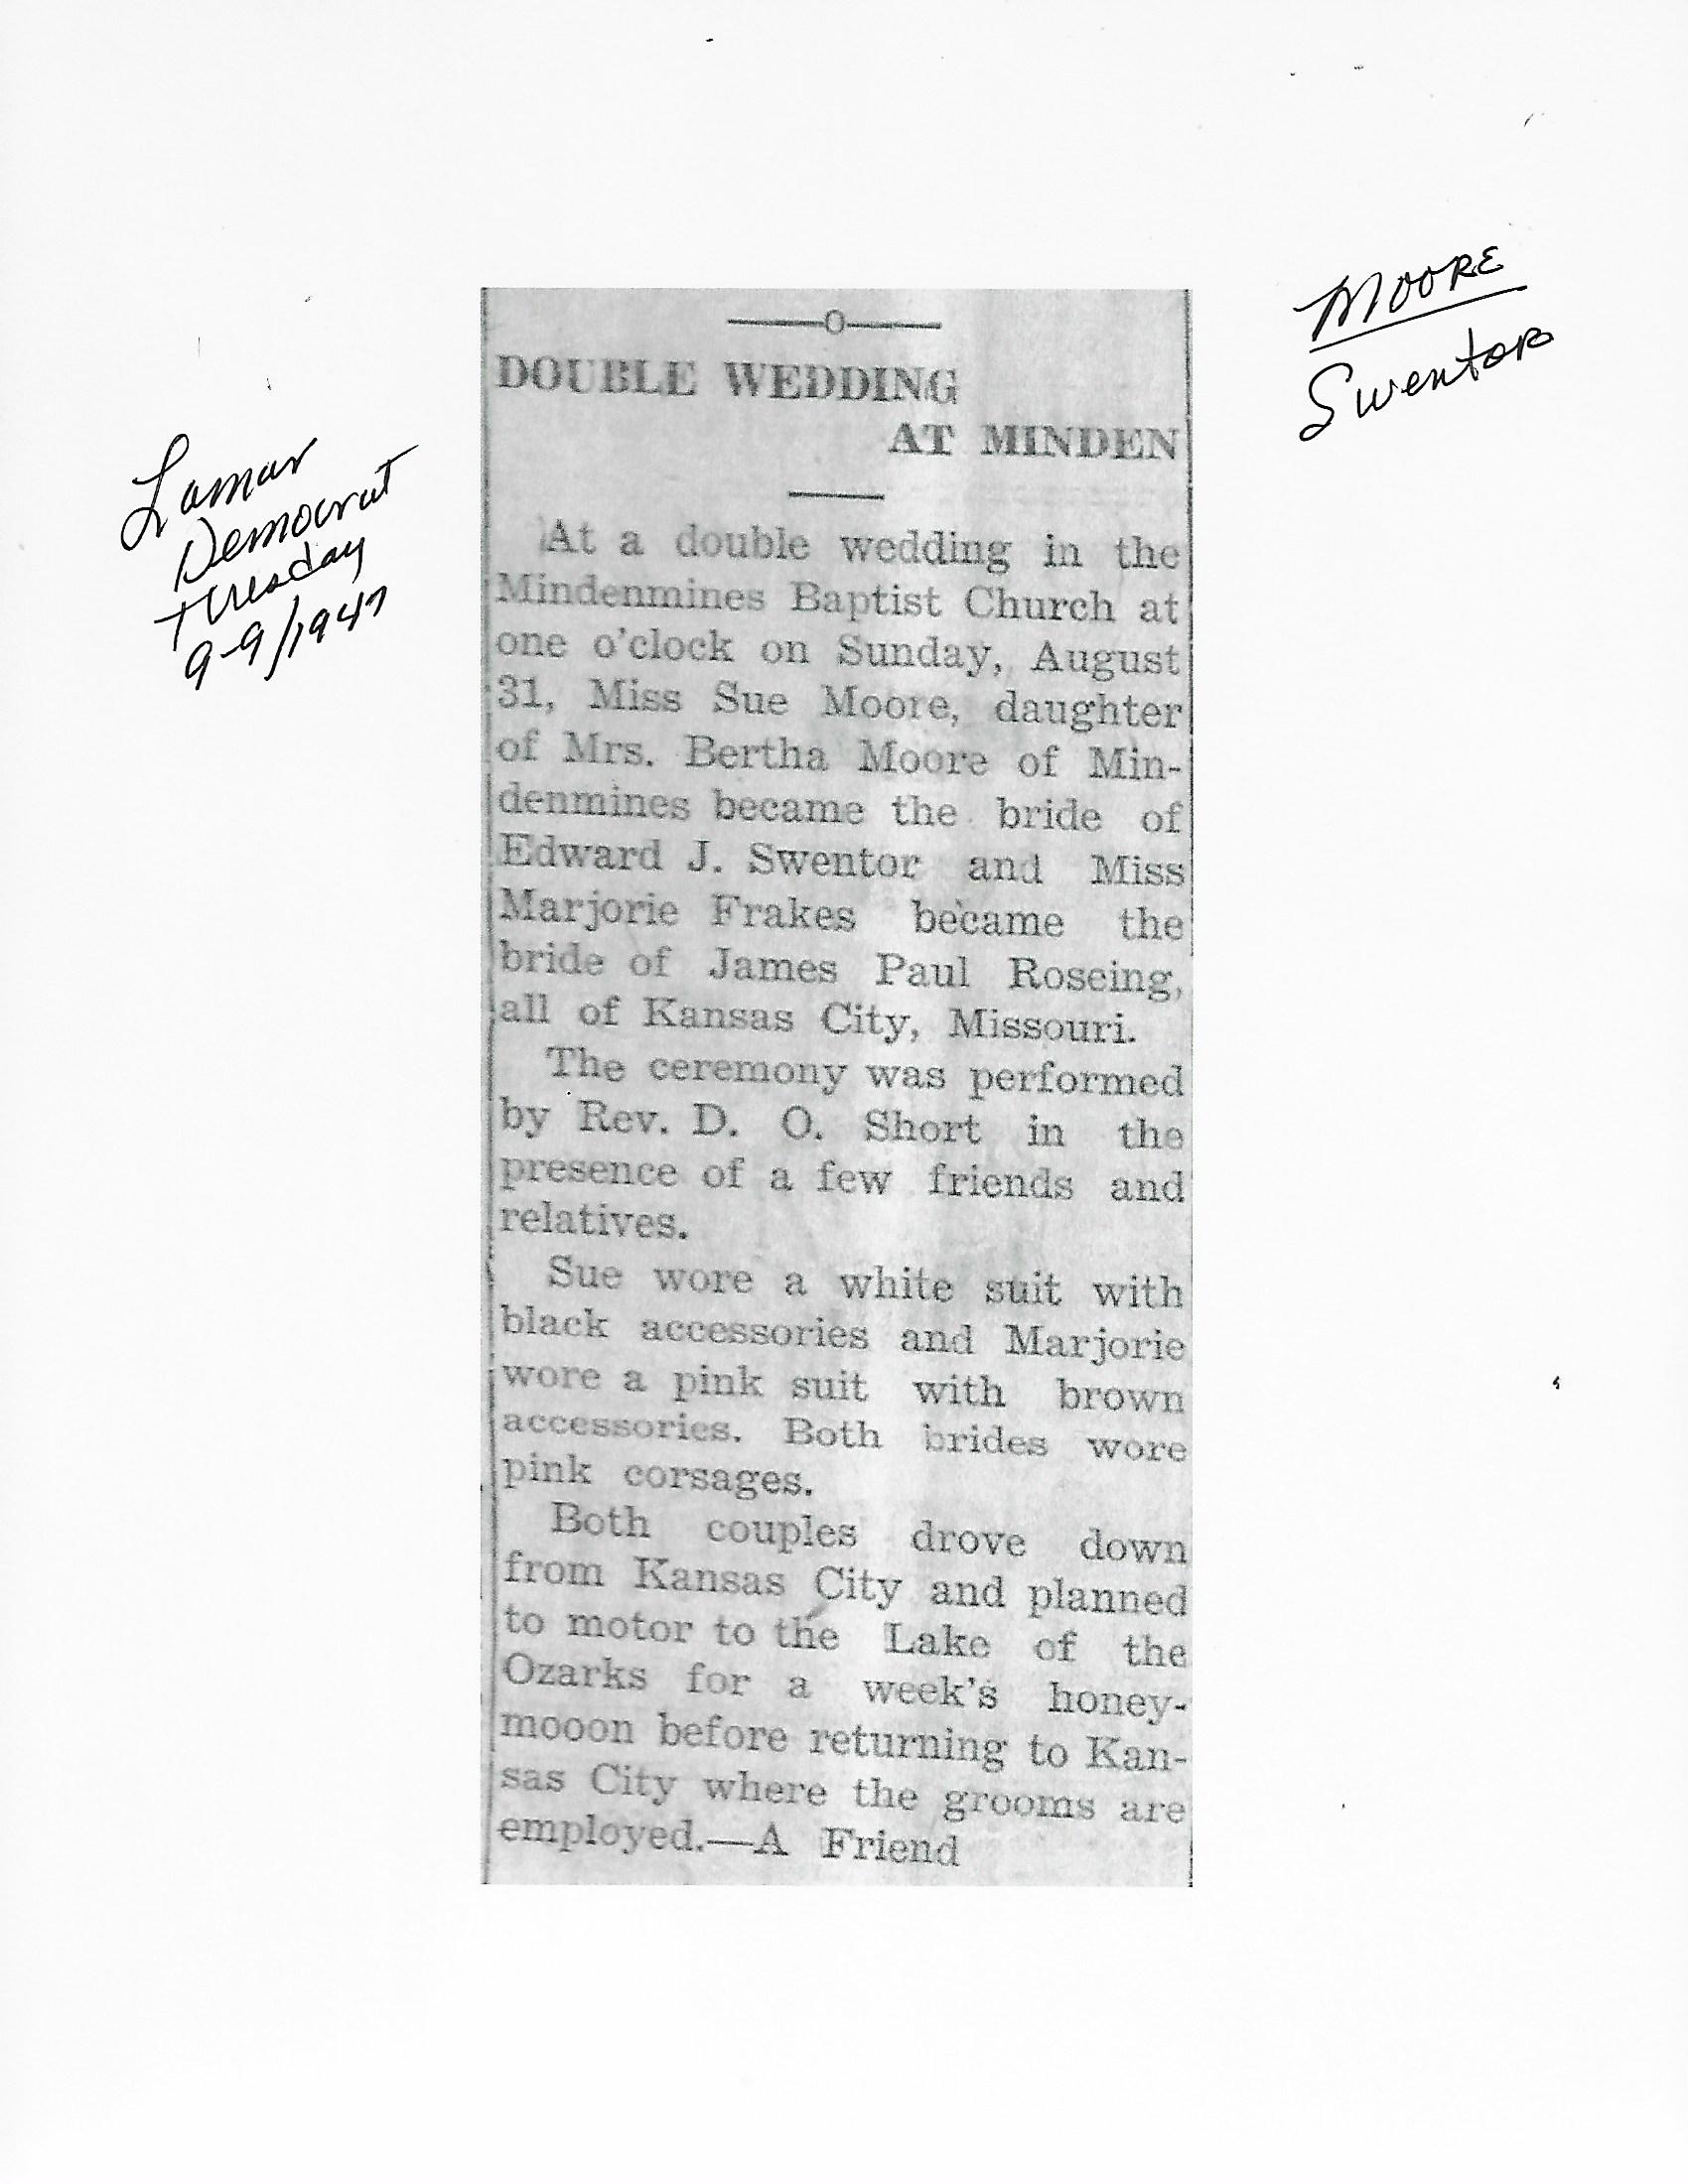 Moore
Swentor
Lamar
Democrat
Tuesday
9-9/1947
——o——
DOUBLE WEDDING
AT MINDEN
At a double wedding in the
Mindenmines Baptist Church at
one o'clock on Sunday, August
31, Miss Sue Moore, daughter
of Mrs. Bertha Moore of Min-
denmines became the bride of
Edward J. Swentor and Miss
Marjorie Frakes became the
bride of James Paul Roseing,
all of Kansas City, Missouri.
The ceremony was performed
by Rev. D. O. Short in the
presence of a few friends and
relatives.
Sue wore a white suit with
black accessories and Marjorie
wore a pink suit with brown
accessories. Both brides wore
pink corsages.
Both couples drove down
from Kansas City and planned
to motor to the Lake of the
Ozarks for a week's honey-
mooon before returning to Kan-
sas City where the grooms are
employed.—A Friend